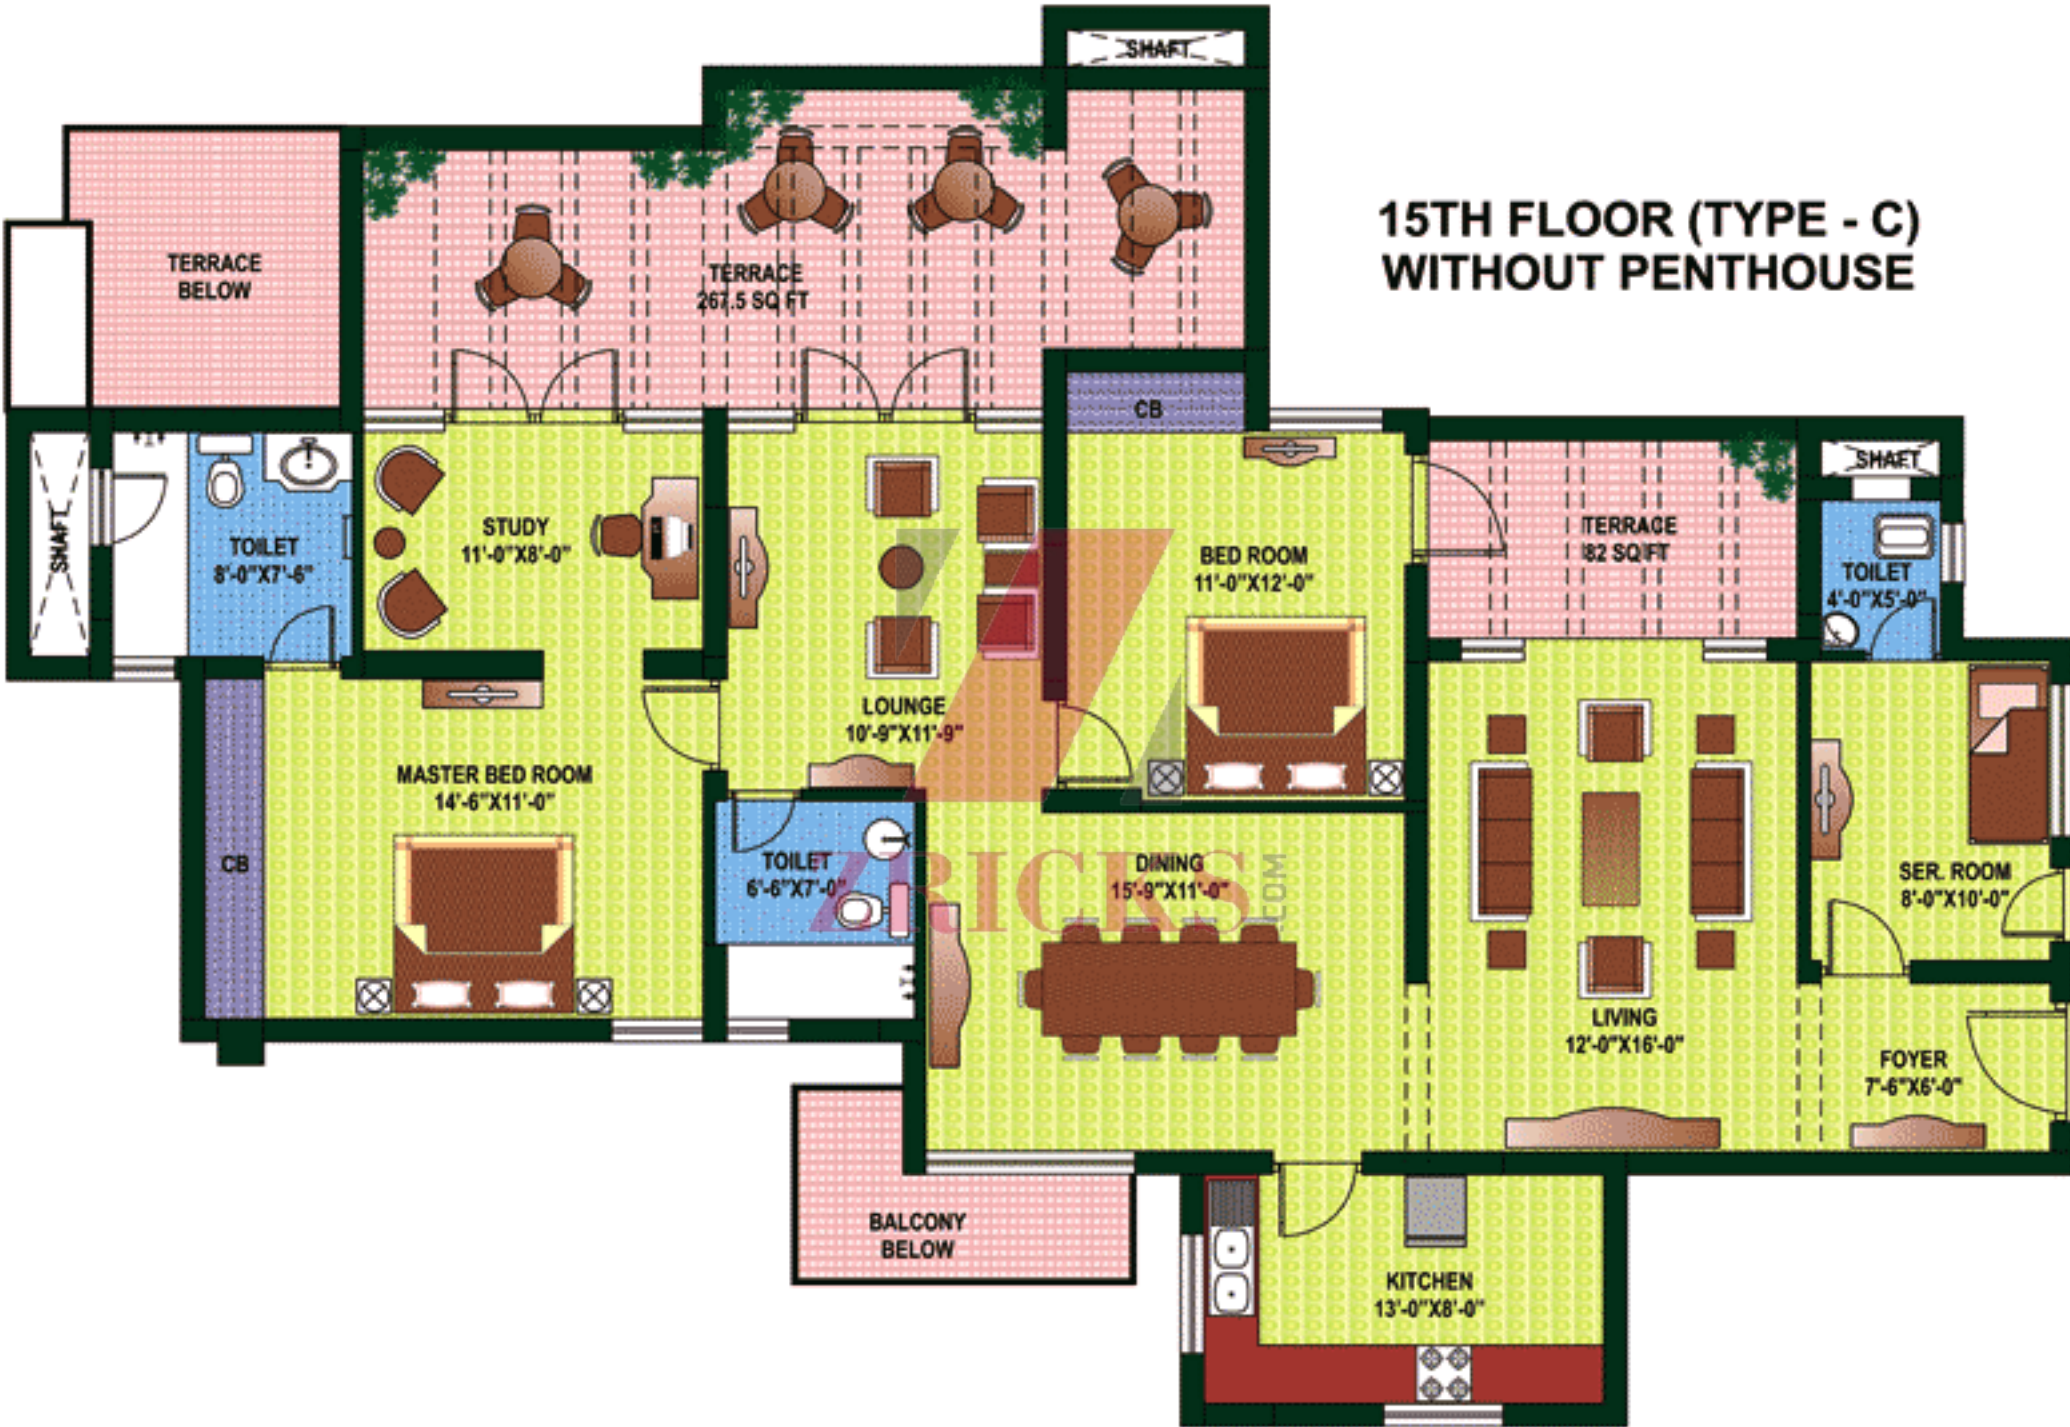 SHAFT
15TH FLOOR (TYPE - C)
WITHOUT PENTHOUSE
TERRACE
BELOW
TERRACE
267.5 SQ FT
CB
SHAFT
SHAFT
TOILET
8'-0"X7'-6"
STUDY
11'-0"X8'-0"
BED ROOM
11'-0"X12'-0"
TERRACE
82 SQ FT
TOILET
4'-0"X5'-0"
LOUNGE
10'-9"X11'-9"
MASTER BED ROOM
14'-6"X11'-0"
CB
TOILET
6'-6"X7'-0"
DINING
15'-9"X11'-0"
SER. ROOM
8'-0"X10'-0"
ZRICKS
.COM
LIVING
12'-0"X16'-0"
FOYER
7'-6"X6'-0"
BALCONY
BELOW
KITCHEN
13'-0"X8'-0"